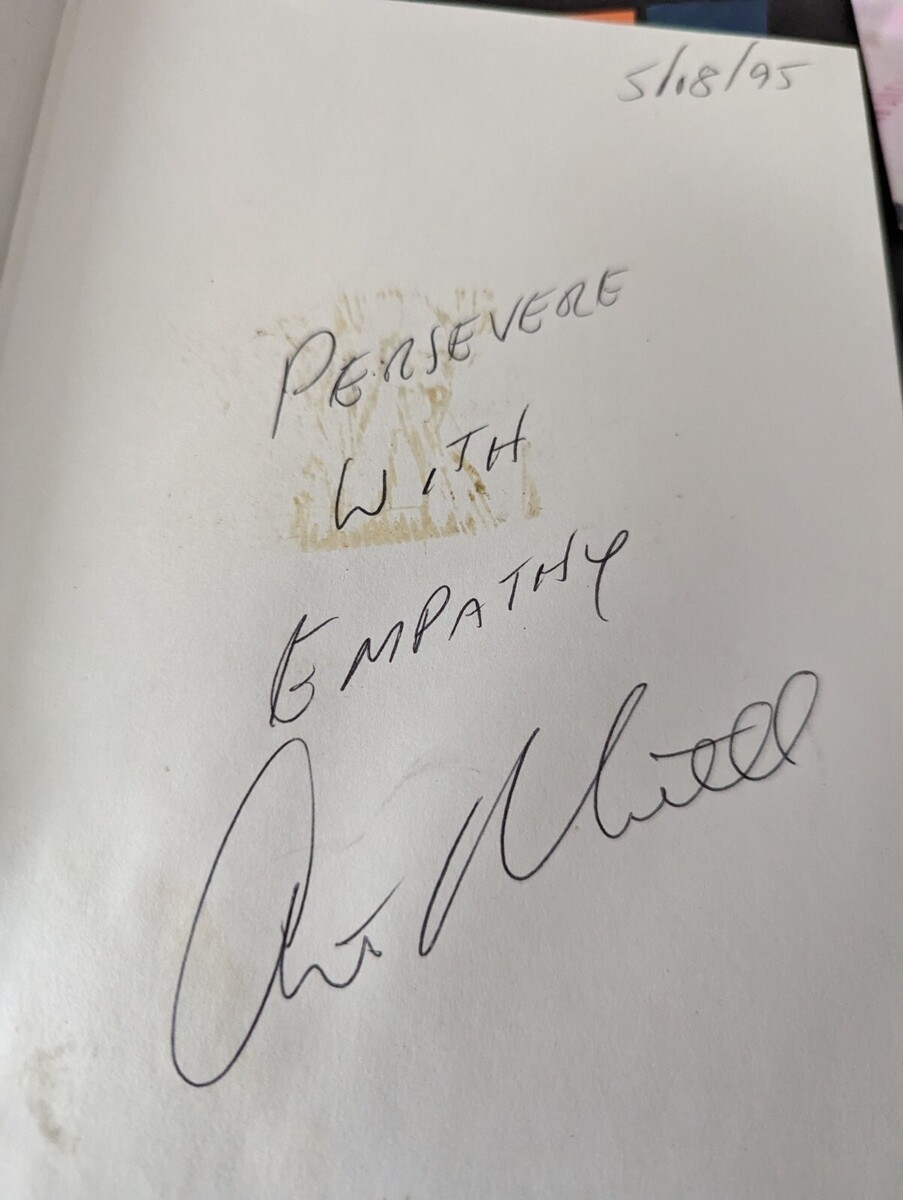 5/18/95
PERSEVERE
WITH
EMPATHY